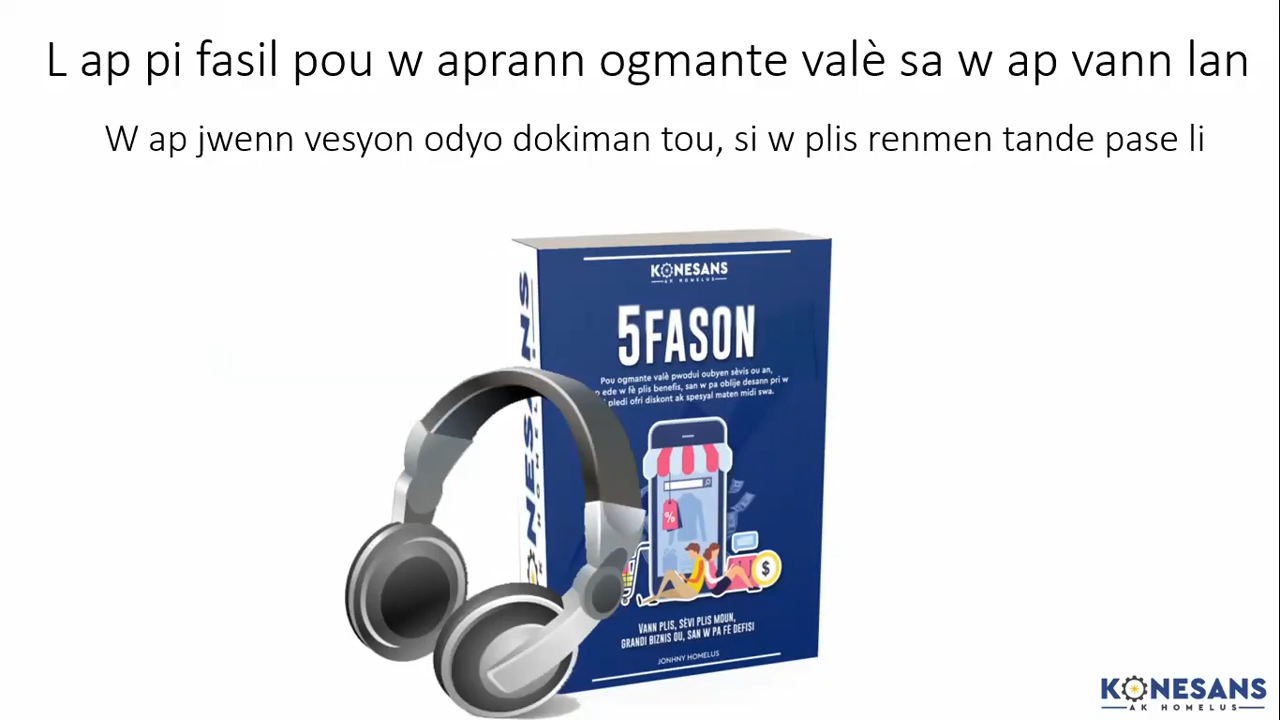 L ap pi fasil pou w aprann ogmante valè sa w ap vann lan
W ap jwenn vesyon odyo dokiman tou, si w plis renmen tande pase li
KONESANS
AK HOMELUS
5FASON
Pou ogmante valè pwodui oubyen sèvis ou an,
ede w fè plis benefis, san w pa oblije desann pri w
pledi ofri diskont ak spesyal maten midi swa.
%
$
VANN PLIS, SÈVI PLIS MOUN,
GRANDI BIZNIS OU, SAN W PA FÈ DEFISI
JONHNY HOMELUS
KONESANS
AK HOMELUS